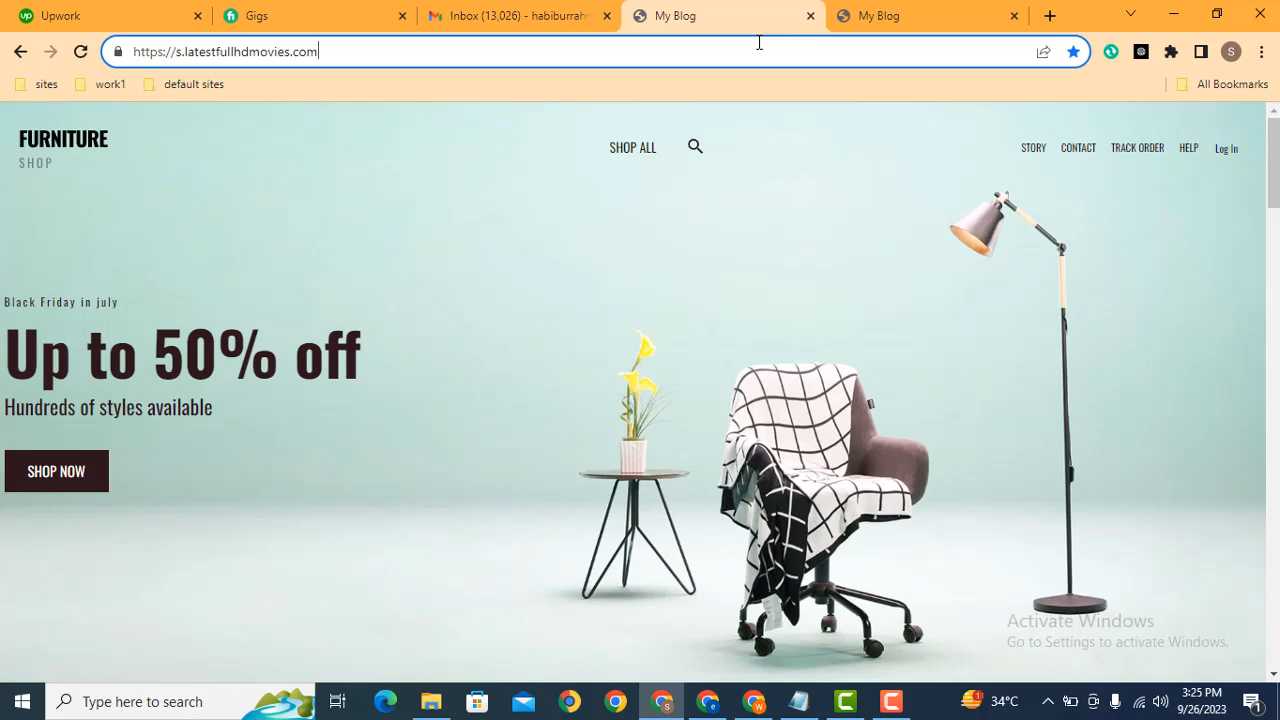 Upwork
Gigs
Inbox (13,026) - habiburrahm
My Blog
My Blog
https://s.latestfullhdmovies.com
S
sites
work1
default sites
All Bookmarks
FURNITURE
SHOP
SHOP ALL
STORY
CONTACT
TRACK ORDER
HELP
Log In
Black Friday in july
Up to 50% off
Hundreds of styles available
SHOP NOW
Activate Windows
Go to Settings to activate Windows.
Type here to search
34°C
3:25 PM
9/26/2023